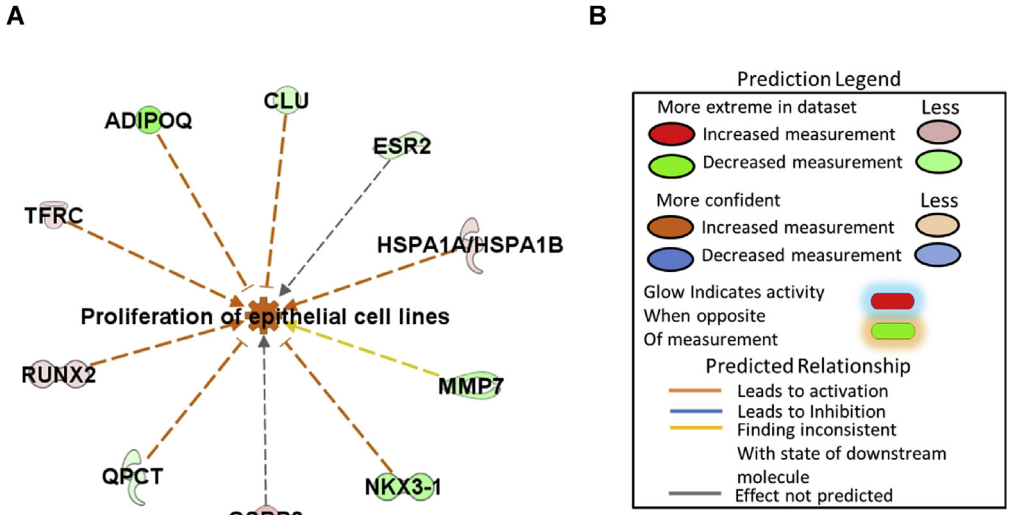 A
ADIPOQ
CLU
ESR2
TFRC
HSPA1A/HSPA1B
Proliferation of epithelial cell lines
RUNX2
MMP7
QPCT
NKX3-1
B
Prediction Legend
More extreme in dataset Less
Increased measurement
Decreased measurement
More confident Less
Increased measurement
Decreased measurement
Glow Indicates activity
When opposite
Of measurement
Predicted Relationship
Leads to activation
Leads to Inhibition
Finding inconsistent
With state of downstream
molecule
Effect not predicted